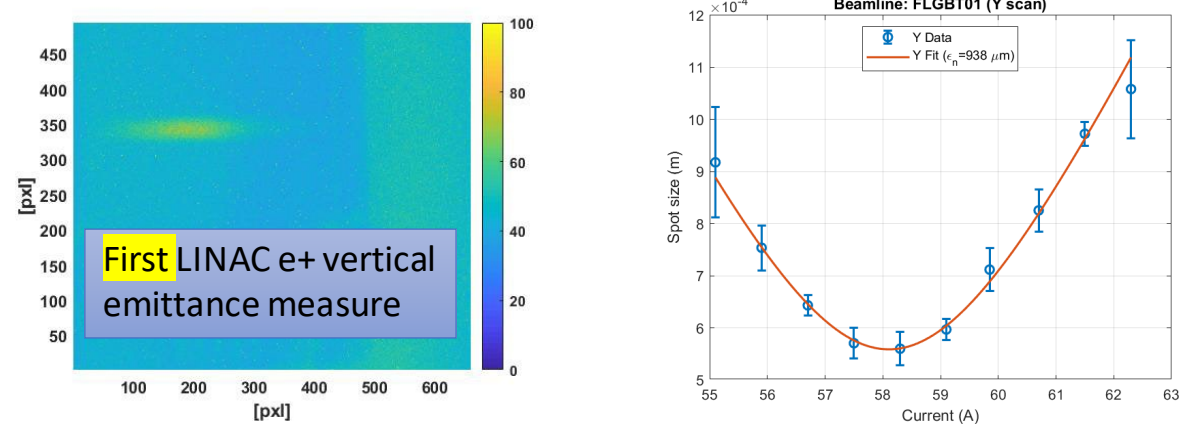 450
400
350
300
250
200
150
100
50
100 200 300 400 500 600
[pxl]
[pxl]
100
80
60
40
20
0
First LINAC e+ vertical
emittance measure
Beamline: FLGBT01 (Y scan)
×10⁻⁴
12
11
10
9
8
7
6
5
Spot size (m)
Y Data
Y Fit (ϵn=938 μm)
55 56 57 58 59 60 61 62 63
Current (A)